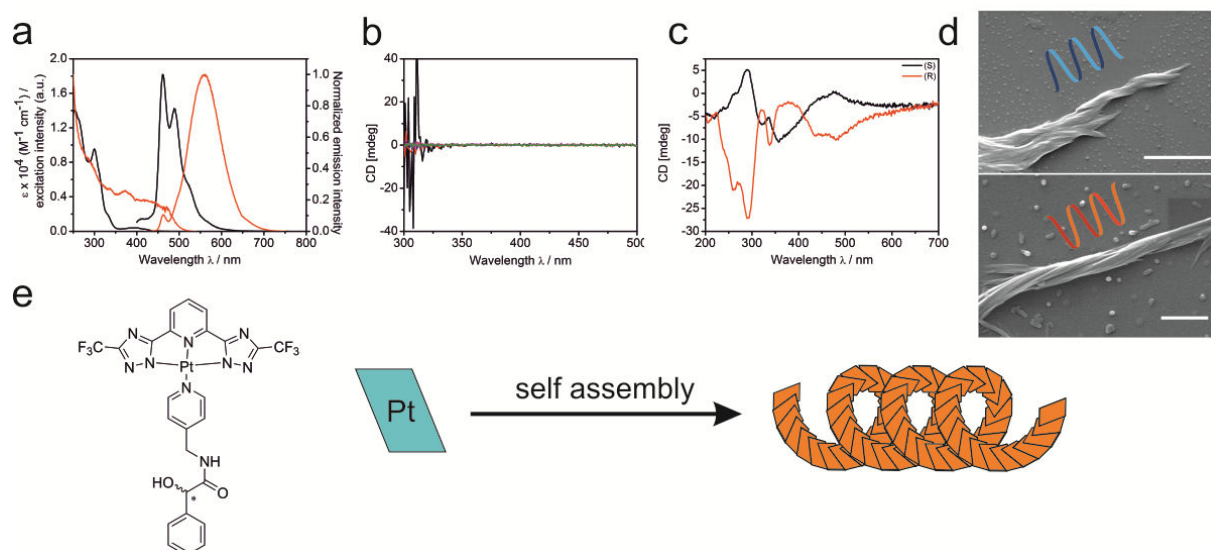 a
ε x 10⁴ (M⁻¹ cm⁻¹) /
excitation intensity (a.u.)
1.8
1.6
1.2
0.8
0.4
0.0
300 400 500 600 700 800
Wavelength λ / nm
1.0
0.8
0.6
0.4
0.2
0.0
Normalized emission intensity
b
CD [mdeg]
40
20
0
-20
-40
300 350 400 450 500
Wavelength λ / nm
c
CD [mdeg]
5
0
-5
-10
-15
-20
-25
-30
200 300 400 500 600 700
Wavelength λ / nm
(S)
(R)
d
e
F₃C
N
N
N
N
N
N
N
CF₃
Pt
N
NH
HO
O
*
Pt
self assembly